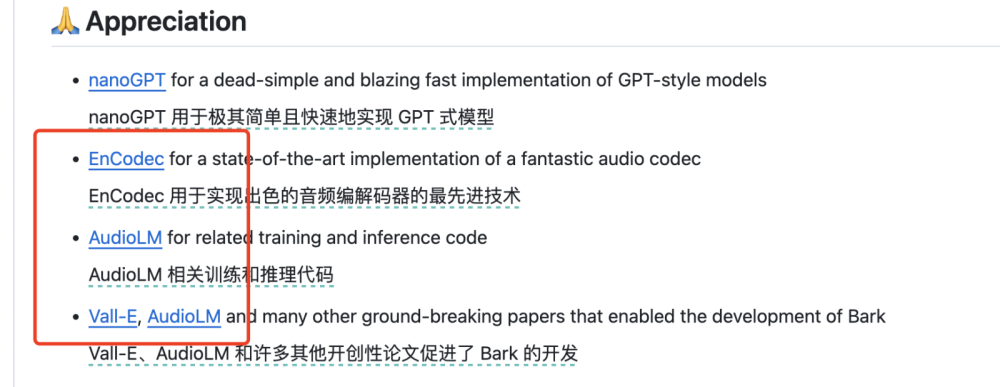 🙏 Appreciation
• nanoGPT for a dead-simple and blazing fast implementation of GPT-style models
nanoGPT 用于极其简单且快速地实现 GPT 式模型
• EnCodec for a state-of-the-art implementation of a fantastic audio codec
EnCodec 用于实现出色的音频编解码器的最先进技术
• AudioLM for related training and inference code
AudioLM 相关训练和推理代码
• Vall-E, AudioLM and many other ground-breaking papers that enabled the development of Bark
Vall-E、AudioLM 和许多其他开创性论文促进了 Bark 的开发